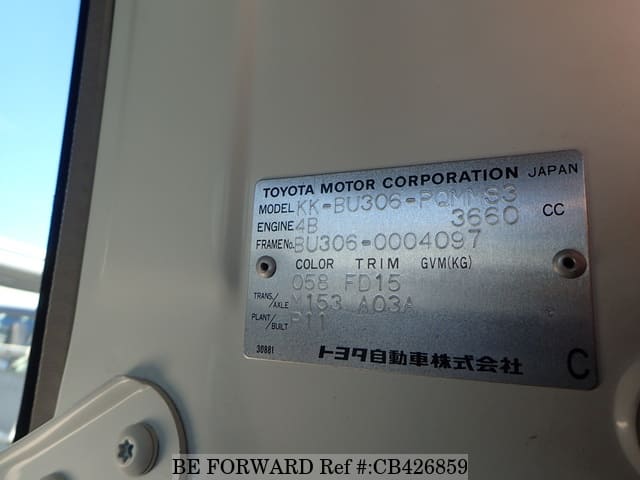 TOYOTA MOTOR CORPORATION JAPAN
MODEL KK-BU306-PQMNS3
ENGINE 4B 3660 CC
FRAME No. BU306-0004097
COLOR TRIM GVM(KG)
058 FD15
TRANS/AXLE M153 A03A
PLANT/BUILT P11
30881 トヨタ自動車株式会社 C
BE FORWARD Ref #:CB426859